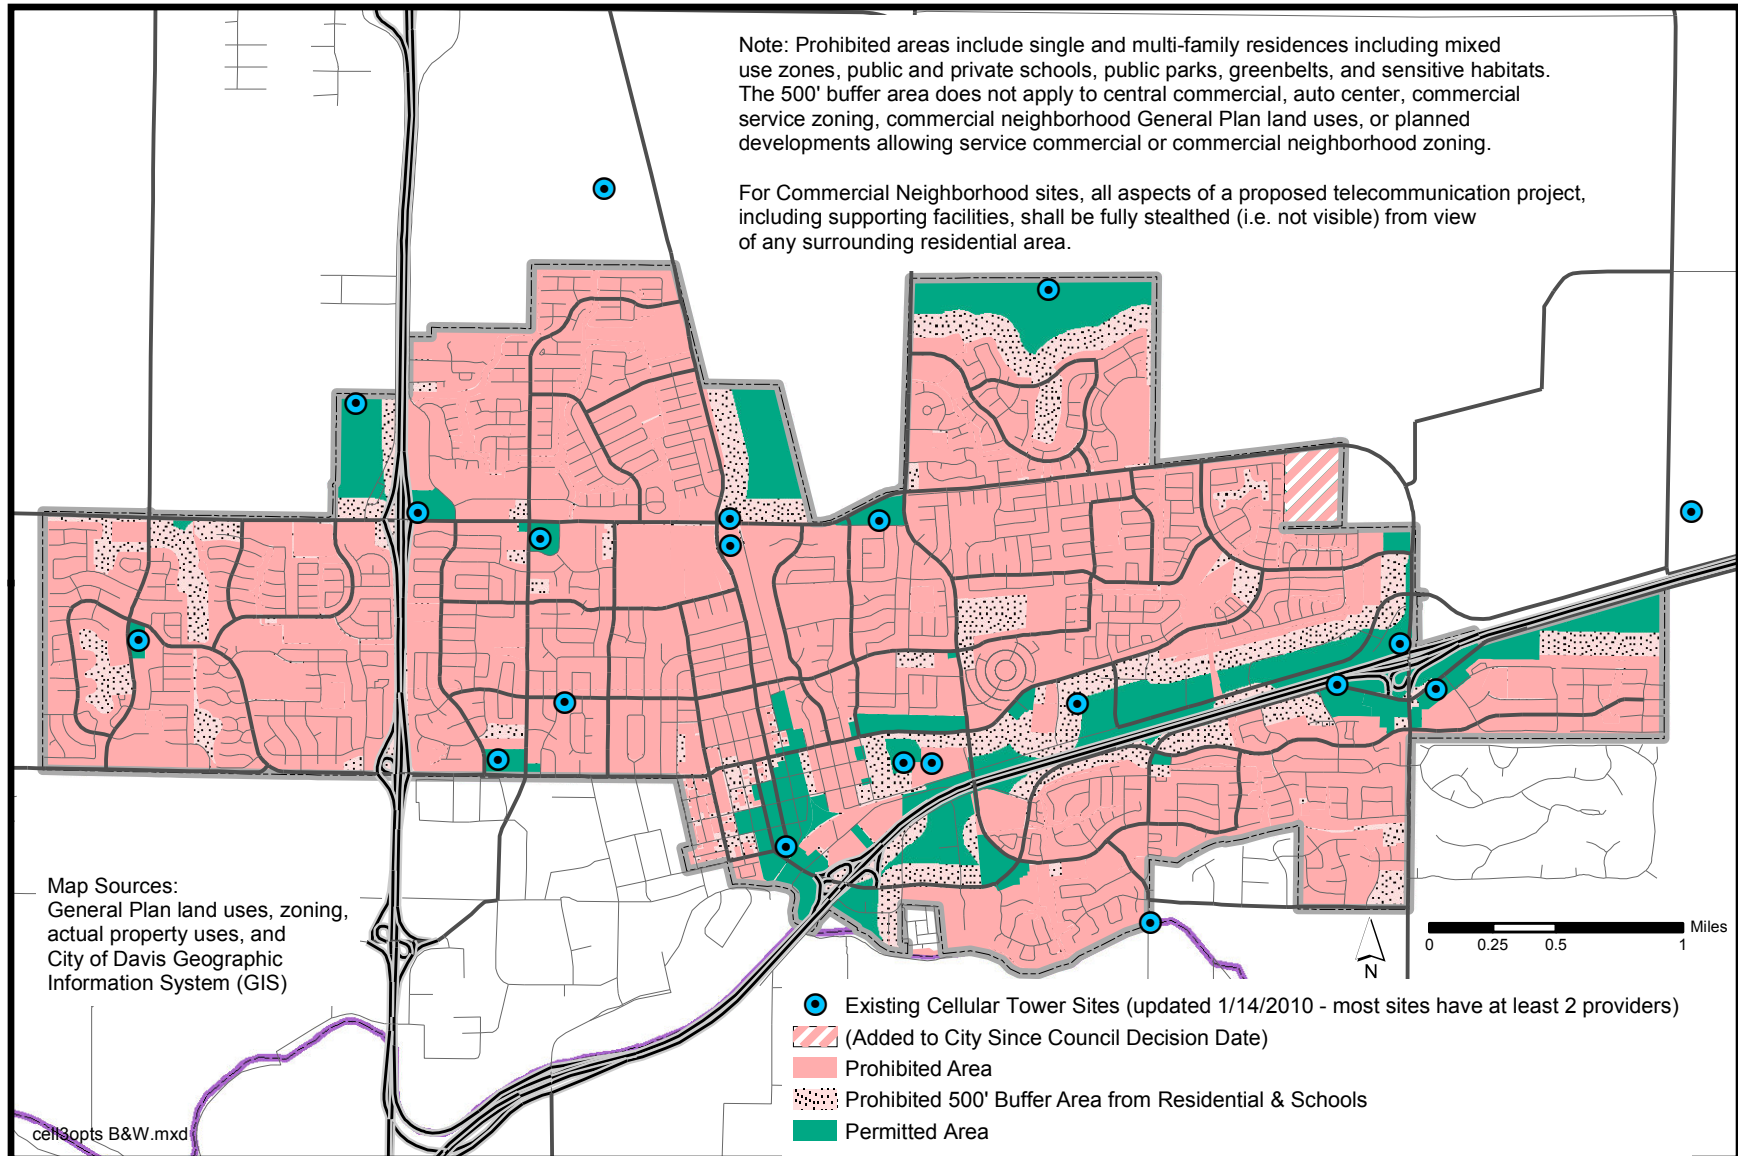 Note: Prohibited areas include single and multi-family residences including mixed
use zones, public and private schools, public parks, greenbelts, and sensitive habitats.
The 500' buffer area does not apply to central commercial, auto center, commercial
service zoning, commercial neighborhood General Plan land uses, or planned
developments allowing service commercial or commercial neighborhood zoning.
For Commercial Neighborhood sites, all aspects of a proposed telecommunication project,
including supporting facilities, shall be fully stealthed (i.e. not visible) from view
of any surrounding residential area.
Map Sources:
General Plan land uses, zoning,
actual property uses, and
City of Davis Geographic
Information System (GIS)
Miles
0 0.25 0.5 1
N
Existing Cellular Tower Sites (updated 1/14/2010 - most sites have at least 2 providers)
(Added to City Since Council Decision Date)
Prohibited Area
Prohibited 500' Buffer Area from Residential & Schools
Permitted Area
cell3opts B&W.mxd